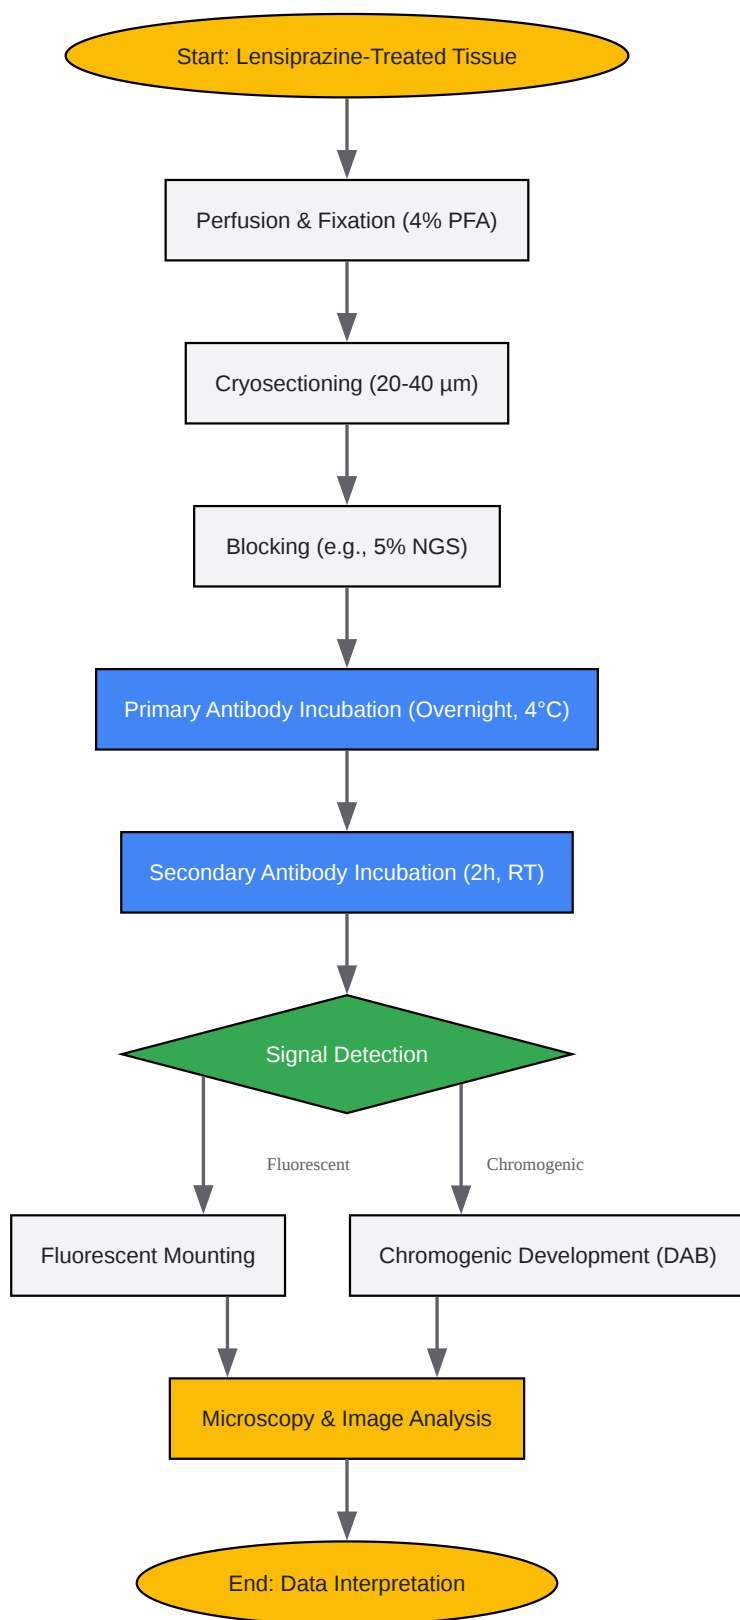 Start: Lensiprazine-Treated Tissue
Perfusion & Fixation (4% PFA)
Cryosectioning (20-40 µm)
Blocking (e.g., 5% NGS)
Primary Antibody Incubation (Overnight, 4°C)
Secondary Antibody Incubation (2h, RT)
Signal Detection
Fluorescent
Chromogenic
Fluorescent Mounting
Chromogenic Development (DAB)
Microscopy & Image Analysis
End: Data Interpretation